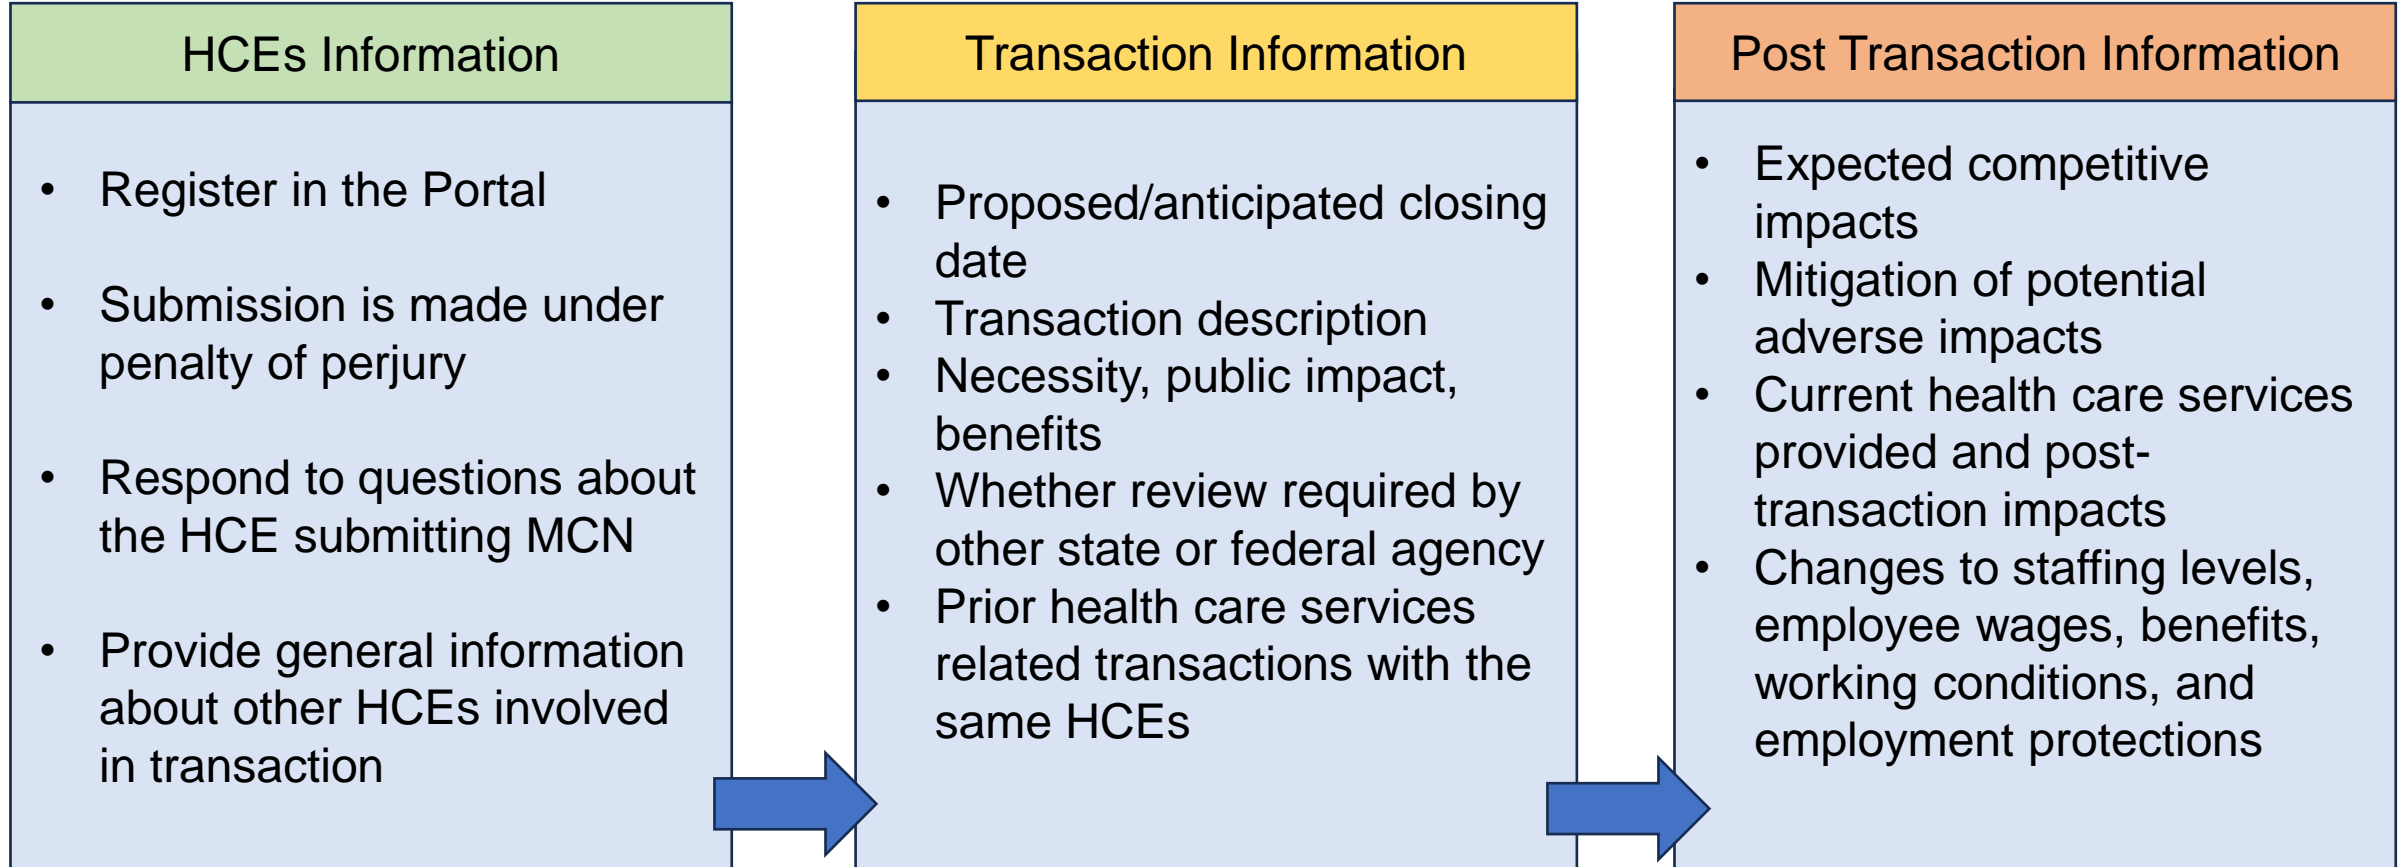 HCEs Information
• Register in the Portal
• Submission is made under
penalty of perjury
• Respond to questions about
the HCE submitting MCN
• Provide general information
about other HCEs involved
in transaction
Transaction Information
• Proposed/anticipated closing
date
• Transaction description
• Necessity, public impact,
benefits
• Whether review required by
other state or federal agency
• Prior health care services
related transactions with the
same HCEs
Post Transaction Information
• Expected competitive
impacts
• Mitigation of potential
adverse impacts
• Current health care services
provided and post-
transaction impacts
• Changes to staffing levels,
employee wages, benefits,
working conditions, and
employment protections